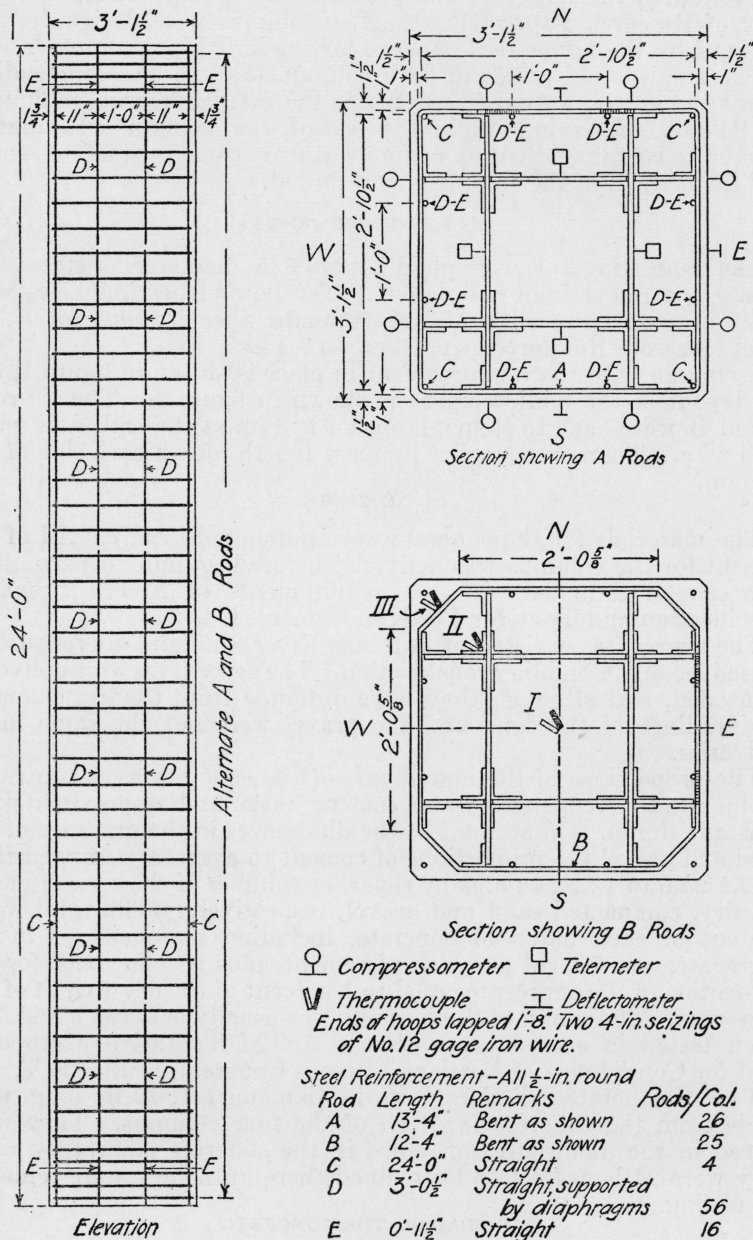 3'-1½"
E E
1¾" 11" 1'-0" 11" 1¾"
D D
D D
D D
D D
D D
C C
D D
D D
E E
24'-0"
Alternate A and B Rods
Elevation
N
3'-1½"
1½" 2'-10½" 1½"
1" 1'-0" 1"
1½"
C D-E D-E C
D-E D-E
W E
D-E D-E
C D-E A D-E C
3'-1½"
2'-10½"
1'-0"
1½"
S
Section showing A Rods
N
2'-0⅝"
III
II
I
2'-0⅝"
W E
B
S
Section showing B Rods
Compressometer Telemeter
Thermocouple Deflectometer
Ends of hoops lapped 1'-8". Two 4-in. seizings
of No. 12 gage iron wire.
Steel Reinforcement-All ½-in. round
Rod Length Remarks Rods/Col.
A 13'-4" Bent as shown 26
B 12'-4" Bent as shown 25
C 24'-0" Straight 4
D 3'-0½" Straight, supported
by diaphragms 56
E 0'-11½" Straight 16